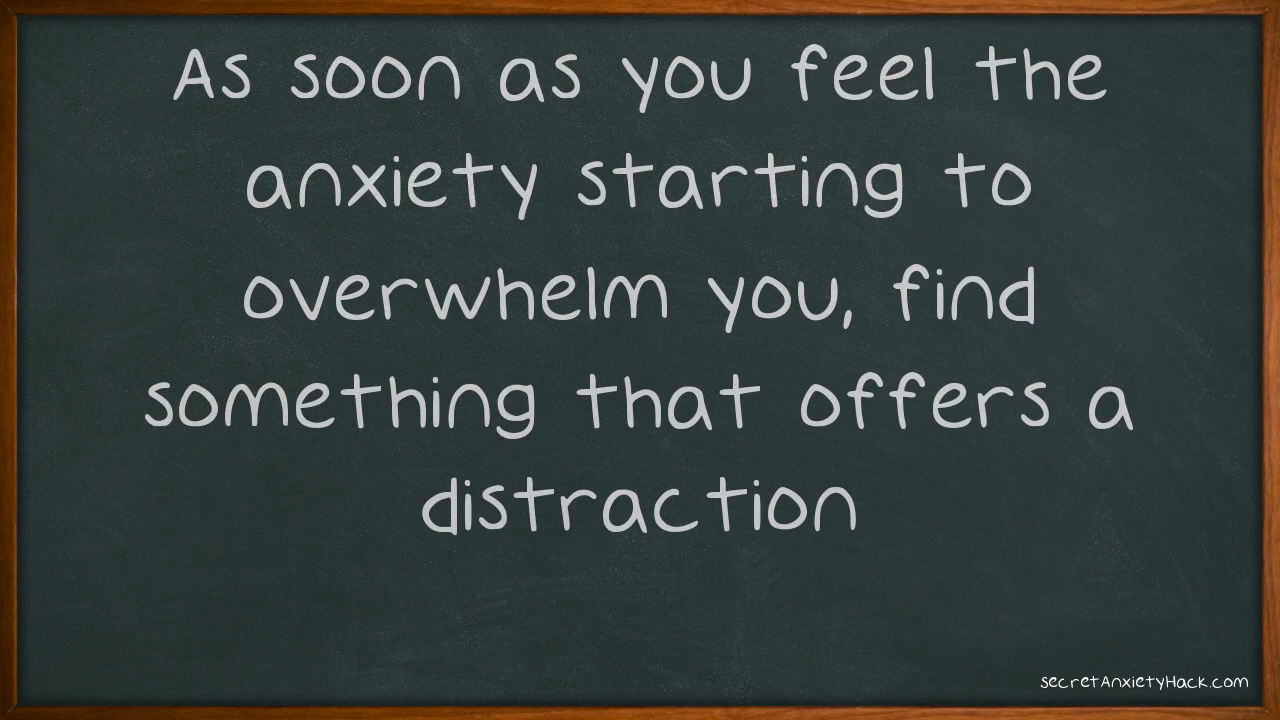 As soon as you feel the
anxiety starting to
overwhelm you, find
something that offers a
distraction
secretAnxietyHack.com